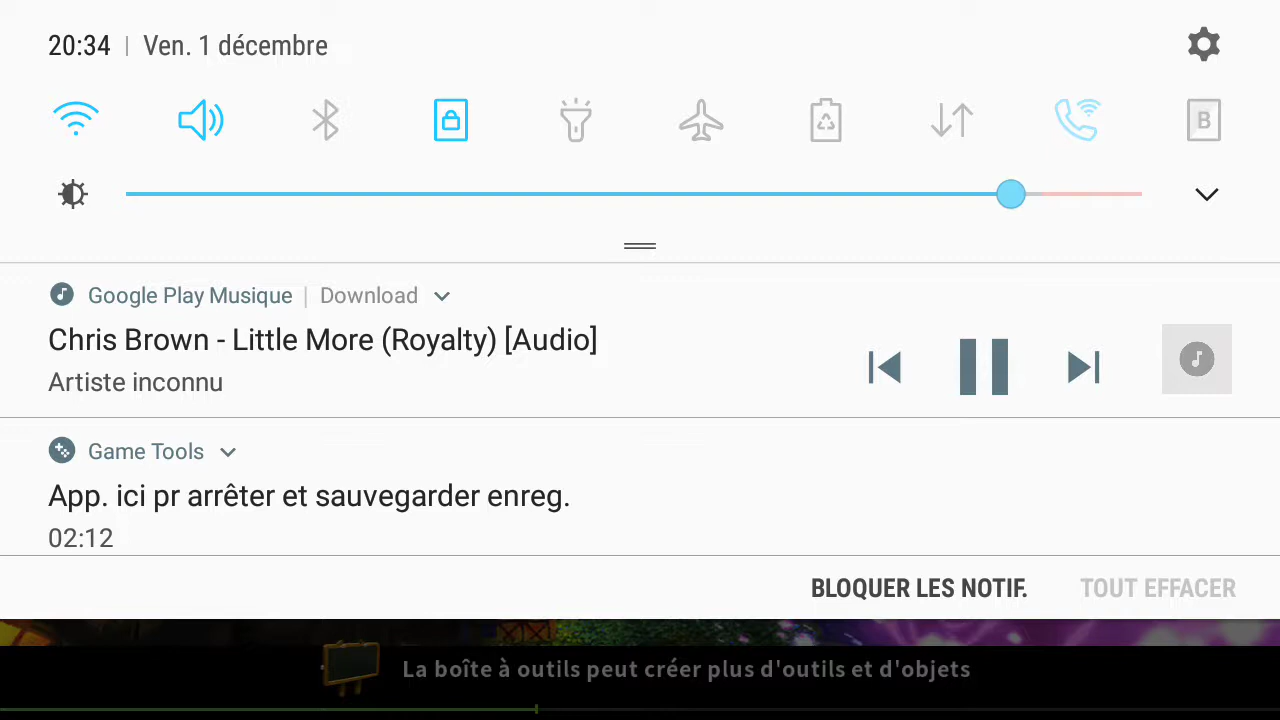 20:34 | Ven. 1 décembre
B
Google Play Musique | Download
Chris Brown - Little More (Royalty) [Audio]
Artiste inconnu
Game Tools
App. ici pr arrêter et sauvegarder enreg.
02:12
BLOQUER LES NOTIF. TOUT EFFACER
La boîte à outils peut créer plus d'outils et d'objets